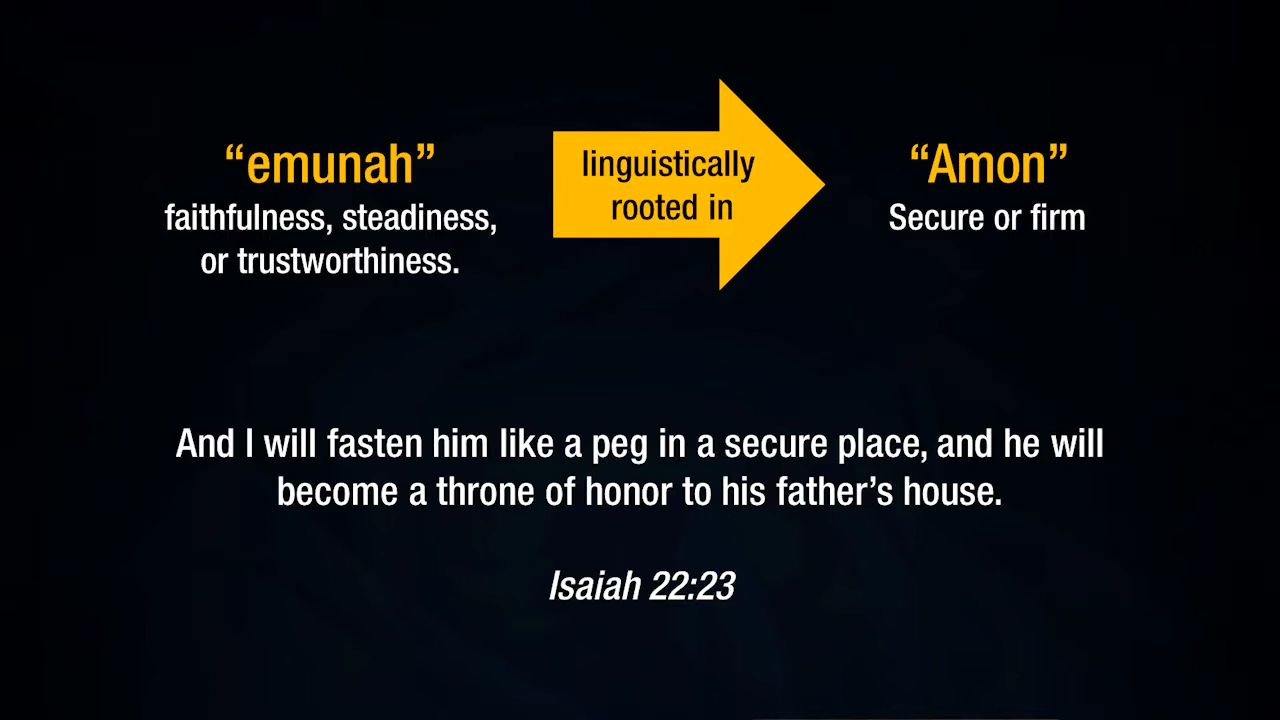 “emunah”
faithfulness, steadiness,
or trustworthiness.
linguistically
rooted in
“Amon”
Secure or firm
And I will fasten him like a peg in a secure place, and he will
become a throne of honor to his father’s house.
Isaiah 22:23